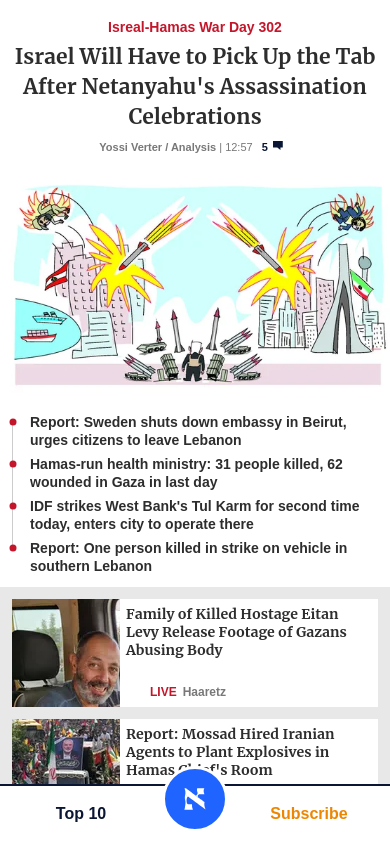 Isreal-Hamas War Day 302
Israel Will Have to Pick Up the Tab
After Netanyahu's Assassination
Celebrations
Yossi Verter / Analysis | 12:57 5
Report: Sweden shuts down embassy in Beirut,
urges citizens to leave Lebanon
Hamas-run health ministry: 31 people killed, 62
wounded in Gaza in last day
IDF strikes West Bank's Tul Karm for second time
today, enters city to operate there
Report: One person killed in strike on vehicle in
southern Lebanon
Family of Killed Hostage Eitan
Levy Release Footage of Gazans
Abusing Body
LIVE Haaretz
Report: Mossad Hired Iranian
Agents to Plant Explosives in
Hamas Chief's Room
Top 10
Subscribe